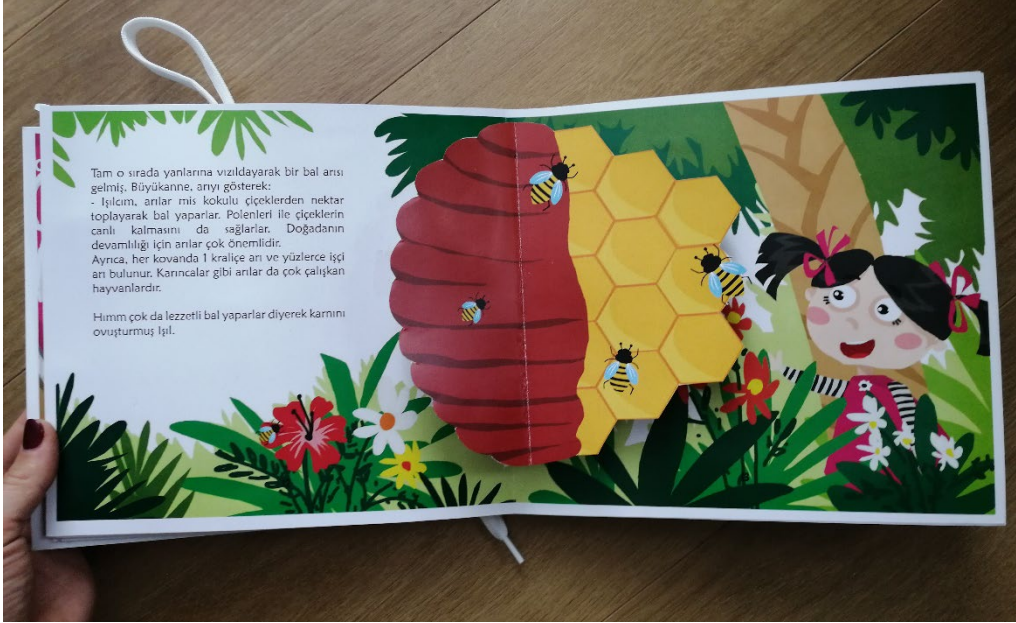 Tam o sırada yanlarına vızıldayarak bir bal arısı
gelmiş. Büyükanne, arıyı gösterek:
- Işılcım, arılar mis kokulu çiçeklerden nektar
toplayarak bal yaparlar. Polenleri ile çiçeklerin
canlı kalmasını da sağlarlar. Doğadanın
devamlılığı için arılar çok önemlidir.
Ayrıca, her kovanda 1 kraliçe arı ve yüzlerce işçi
arı bulunur. Karıncalar gibi arılar da çok çalışkan
hayvanlardır.
Hımm çok da lezzetli bal yaparlar diyerek karnını
ovuşturmuş Işıl.